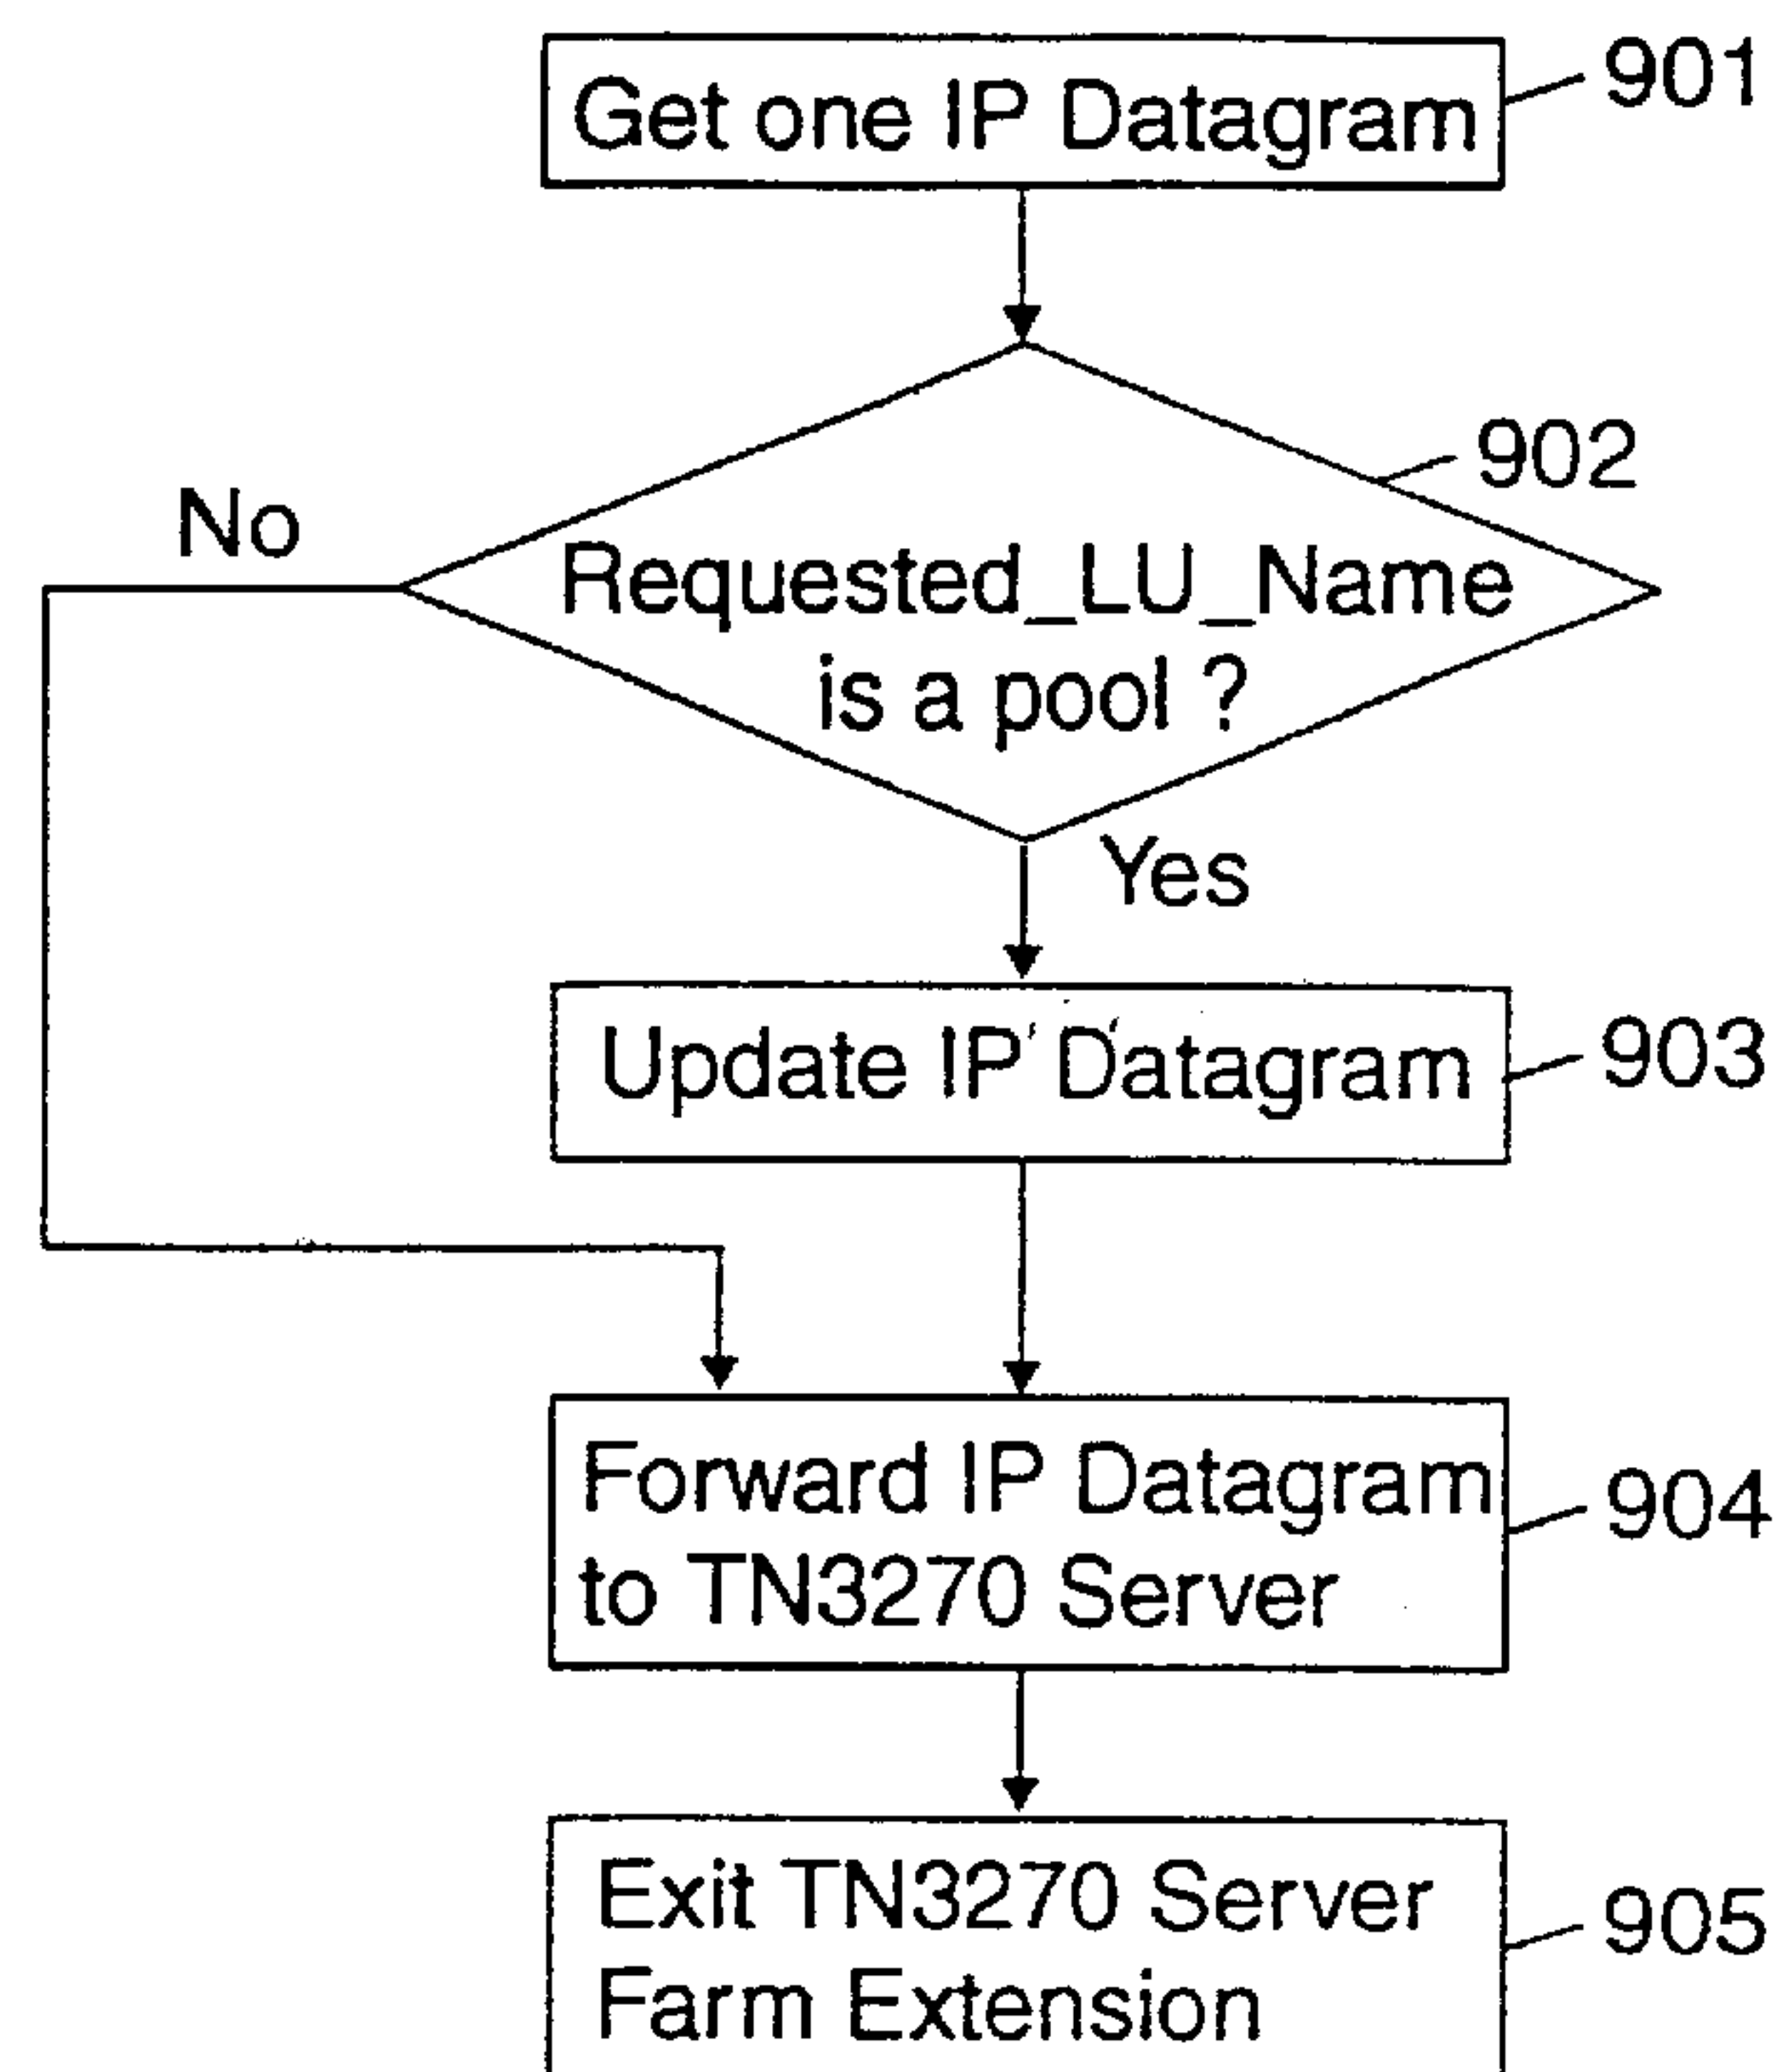 Get one IP Datagram
901
902
No
Requested_LU_Name
is a pool ?
Yes
Update IP Datagram
903
Forward IP Datagram
to TN3270 Server
904
Exit TN3270 Server
Farm Extension
905